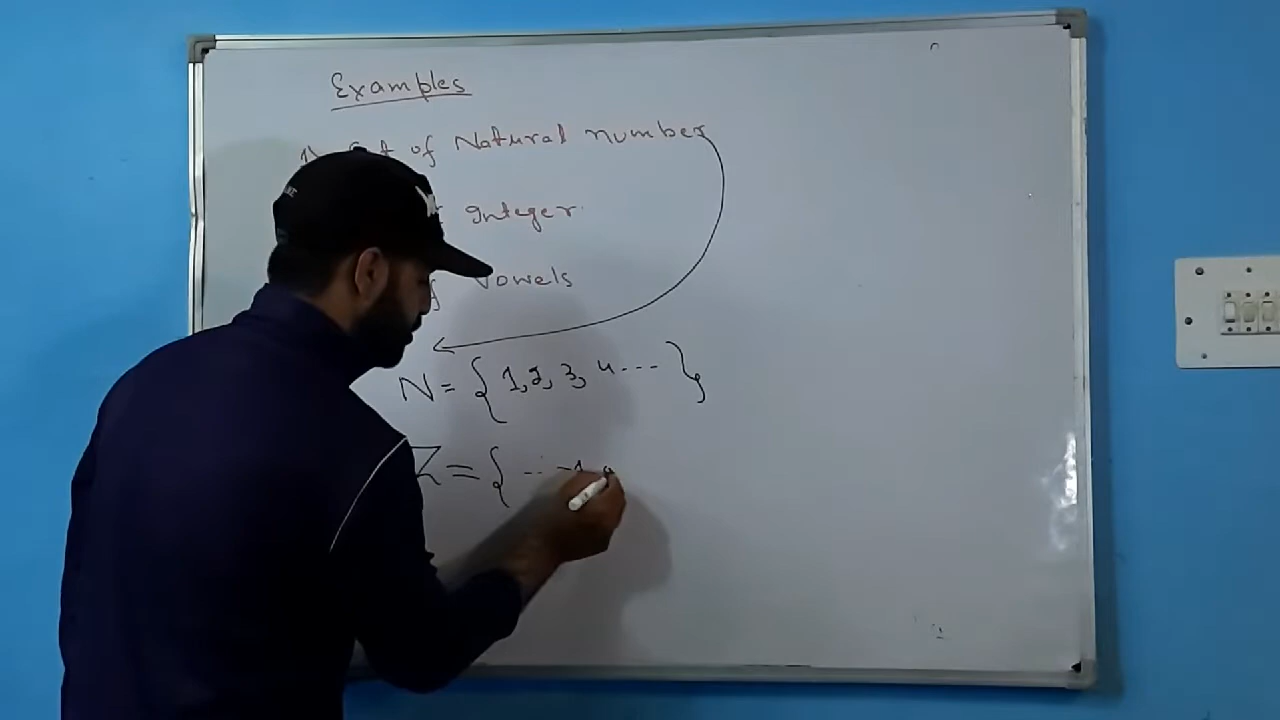 Examples
of Natural number
Integer
Vowels
N = { 1, 2, 3, 4 --- }
Z = { --- -1